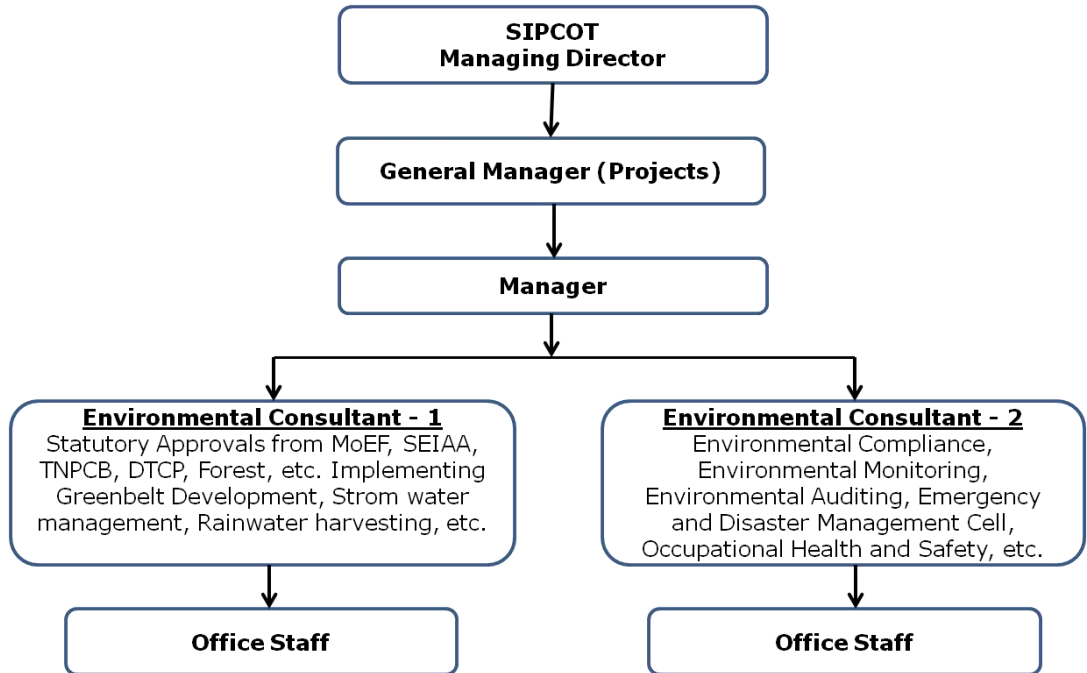 SIPCOT
Managing Director
General Manager (Projects)
Manager
Environmental Consultant - 1
Statutory Approvals from MoEF, SEIAA,
TNPCB, DTCP, Forest, etc. Implementing
Greenbelt Development, Strom water
management, Rainwater harvesting, etc.
Environmental Consultant - 2
Environmental Compliance,
Environmental Monitoring,
Environmental Auditing, Emergency
and Disaster Management Cell,
Occupational Health and Safety, etc.
Office Staff
Office Staff